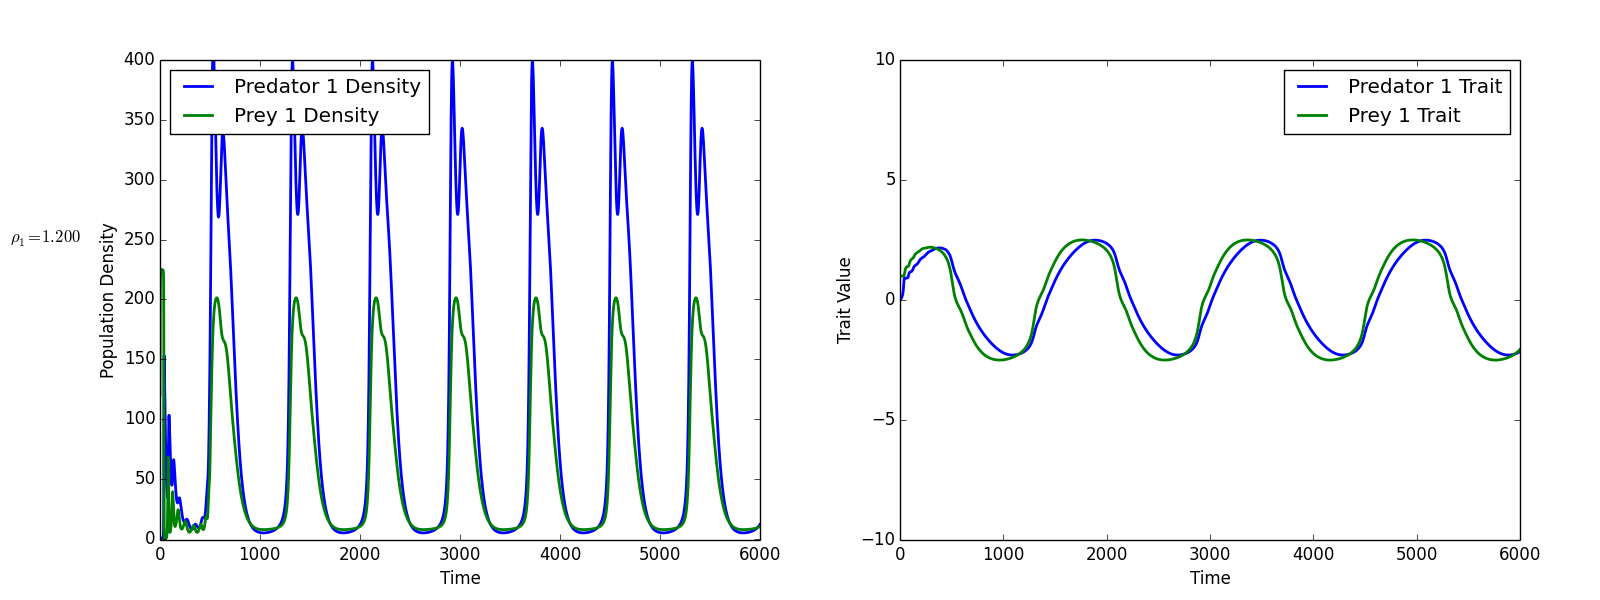 ρ₁=1.200
Population Density
400
350
300
250
200
150
100
50
0
Predator 1 Density
Prey 1 Density
0 1000 2000 3000 4000 5000 6000
Time
Trait Value
10
5
0
−5
−10
Predator 1 Trait
Prey 1 Trait
0 1000 2000 3000 4000 5000 6000
Time